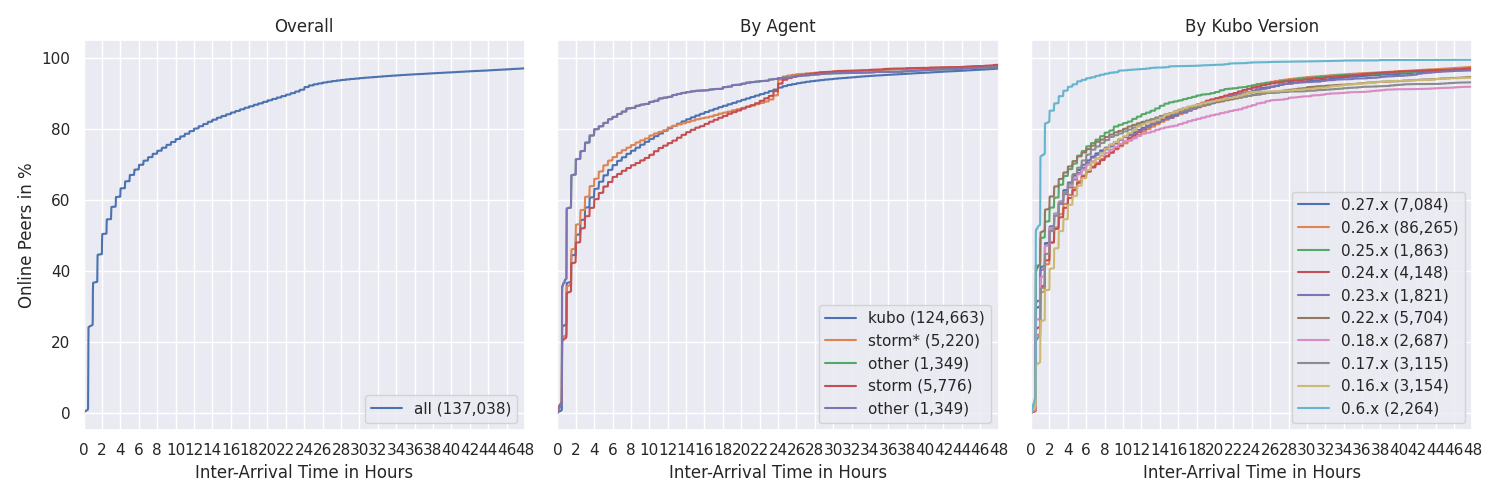 Overall
By Agent
By Kubo Version
Online Peers in %
100
80
60
40
20
0
all (137,038)
0 2 4 6 8 10 12 14 16 18 20 22 24 26 28 30 32 34 36 38 40 42 44 46 48
Inter-Arrival Time in Hours
kubo (124,663)
storm* (5,220)
other (1,349)
storm (5,776)
other (1,349)
0 2 4 6 8 10 12 14 16 18 20 22 24 26 28 30 32 34 36 38 40 42 44 46 48
Inter-Arrival Time in Hours
0.27.x (7,084)
0.26.x (86,265)
0.25.x (1,863)
0.24.x (4,148)
0.23.x (1,821)
0.22.x (5,704)
0.18.x (2,687)
0.17.x (3,115)
0.16.x (3,154)
0.6.x (2,264)
0 2 4 6 8 10 12 14 16 18 20 22 24 26 28 30 32 34 36 38 40 42 44 46 48
Inter-Arrival Time in Hours